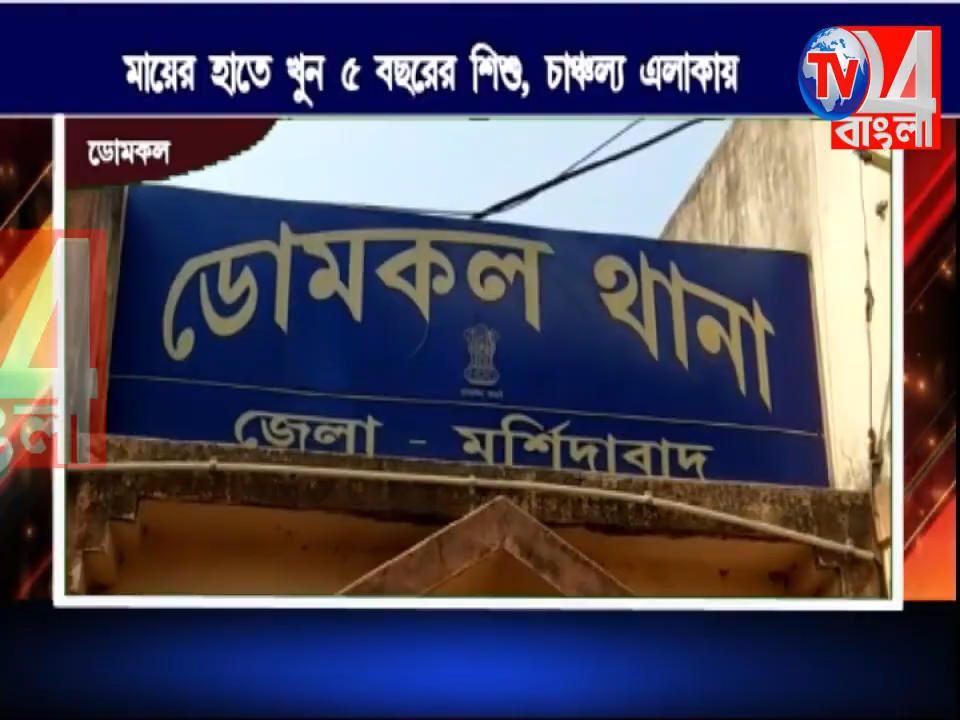 মায়ের হাতে খুন ৫ বছরের শিশু, চাঞ্চল্য এলাকায়
TV
24
বাংলা
ডোমকল
ডোমকল থানা
জেলা - মুর্শিদাবাদ